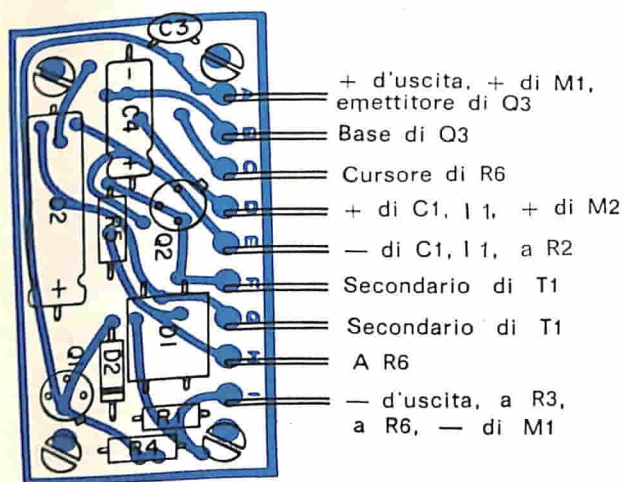 C3
A
+ d'uscita, + di M1,
emettitore di Q3
B
Base di Q3
C4
C
Cursore di R6
D
+ di C1, I 1, + di M2
E
— di C1, I 1, a R2
F
Secondario di T1
G
Secondario di T1
H
A R6
I
— d'uscita, a R3,
a R6, — di M1
-
+
C2
+
R5
Q2
Q1
D2
D1
R1
R4